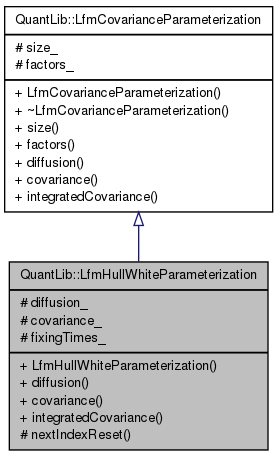 QuantLib::LfmCovarianceParameterization
# size_
# factors_
+ LfmCovarianceParameterization()
+ ~LfmCovarianceParameterization()
+ size()
+ factors()
+ diffusion()
+ covariance()
+ integratedCovariance()
QuantLib::LfmHullWhiteParameterization
# diffusion_
# covariance_
# fixingTimes_
+ LfmHullWhiteParameterization()
+ diffusion()
+ covariance()
+ integratedCovariance()
# nextIndexReset()